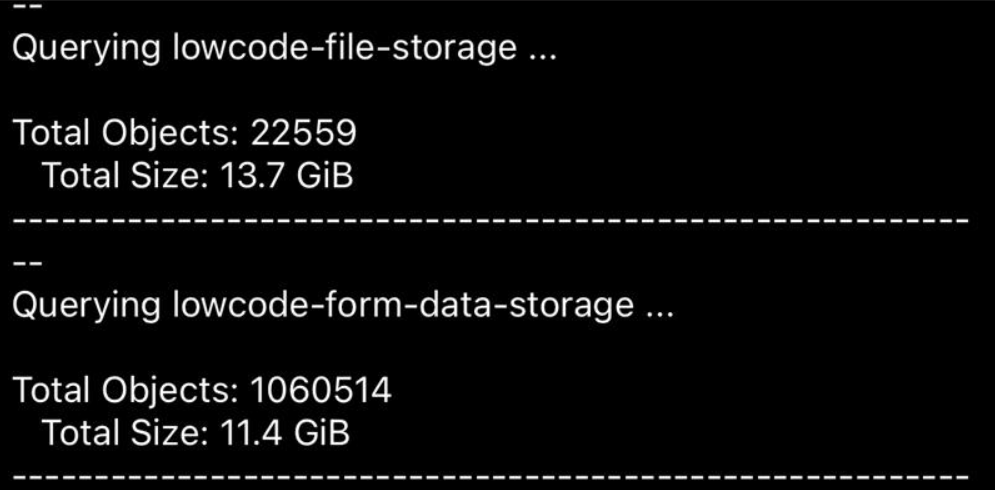 --
Querying lowcode-file-storage ...
Total Objects: 22559
Total Size: 13.7 GiB
------------------------------------------------------------
--
Querying lowcode-form-data-storage ...
Total Objects: 1060514
Total Size: 11.4 GiB
------------------------------------------------------------